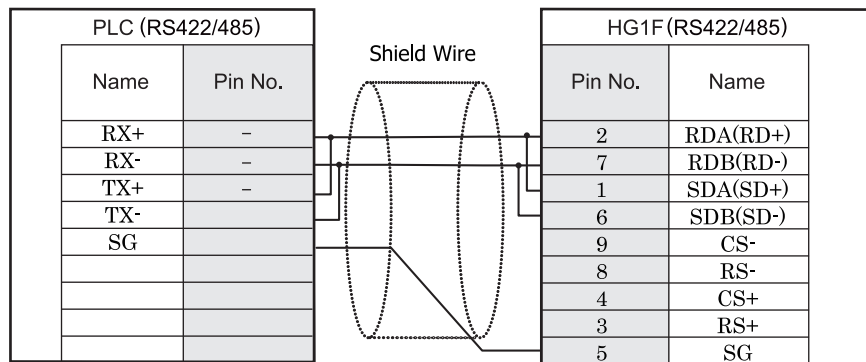 PLC (RS422/485)
Name Pin No.
RX+ –
RX- –
TX+ –
TX-
SG
Shield Wire
HG1F(RS422/485)
Pin No. Name
2 RDA(RD+)
7 RDB(RD-)
1 SDA(SD+)
6 SDB(SD-)
9 CS-
8 RS-
4 CS+
3 RS+
5 SG